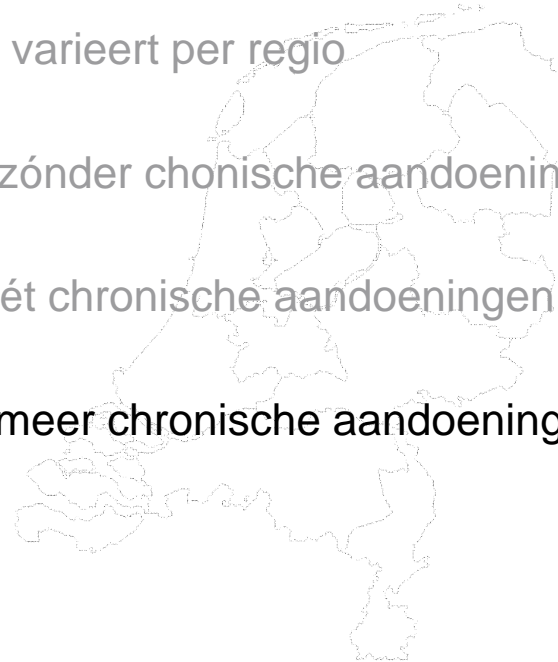 varieert per regio
zónder chonische aandoenin
ét chronische aandoeningen
meer chronische aandoening